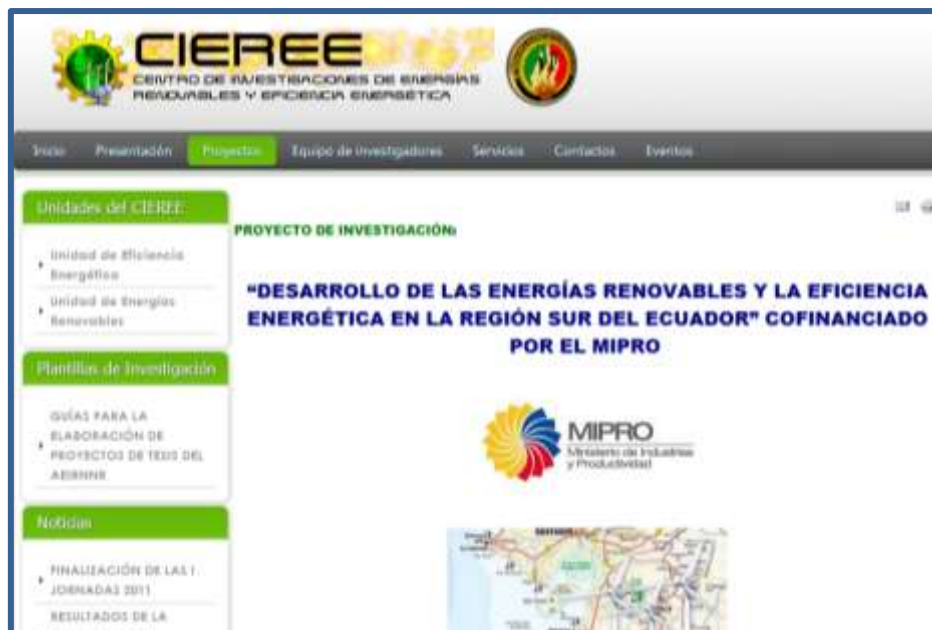 CIEREE
CENTRO DE INVESTIGACIONES DE ENERGÍAS
RENOVABLES Y EFICIENCIA ENERGÉTICA
Inicio Presentación Proyectos Equipo de investigadores Servicios Contactos Eventos
Unidades del CIEREE
Unidad de Eficiencia
Energética
Unidad de Energías
Renovables
Plantillas de Investigación
GUÍAS PARA LA
ELABORACIÓN DE
PROYECTOS DE TESIS DEL
AEIRNNR
Noticias
FINALIZACIÓN DE LAS I
JORNADAS 2011
RESULTADOS DE LA
PROYECTO DE INVESTIGACIÓN:
“DESARROLLO DE LAS ENERGÍAS RENOVABLES Y LA EFICIENCIA
ENERGÉTICA EN LA REGIÓN SUR DEL ECUADOR” COFINANCIADO
POR EL MIPRO
MIPRO
Ministerio de Industrias
y Productividad